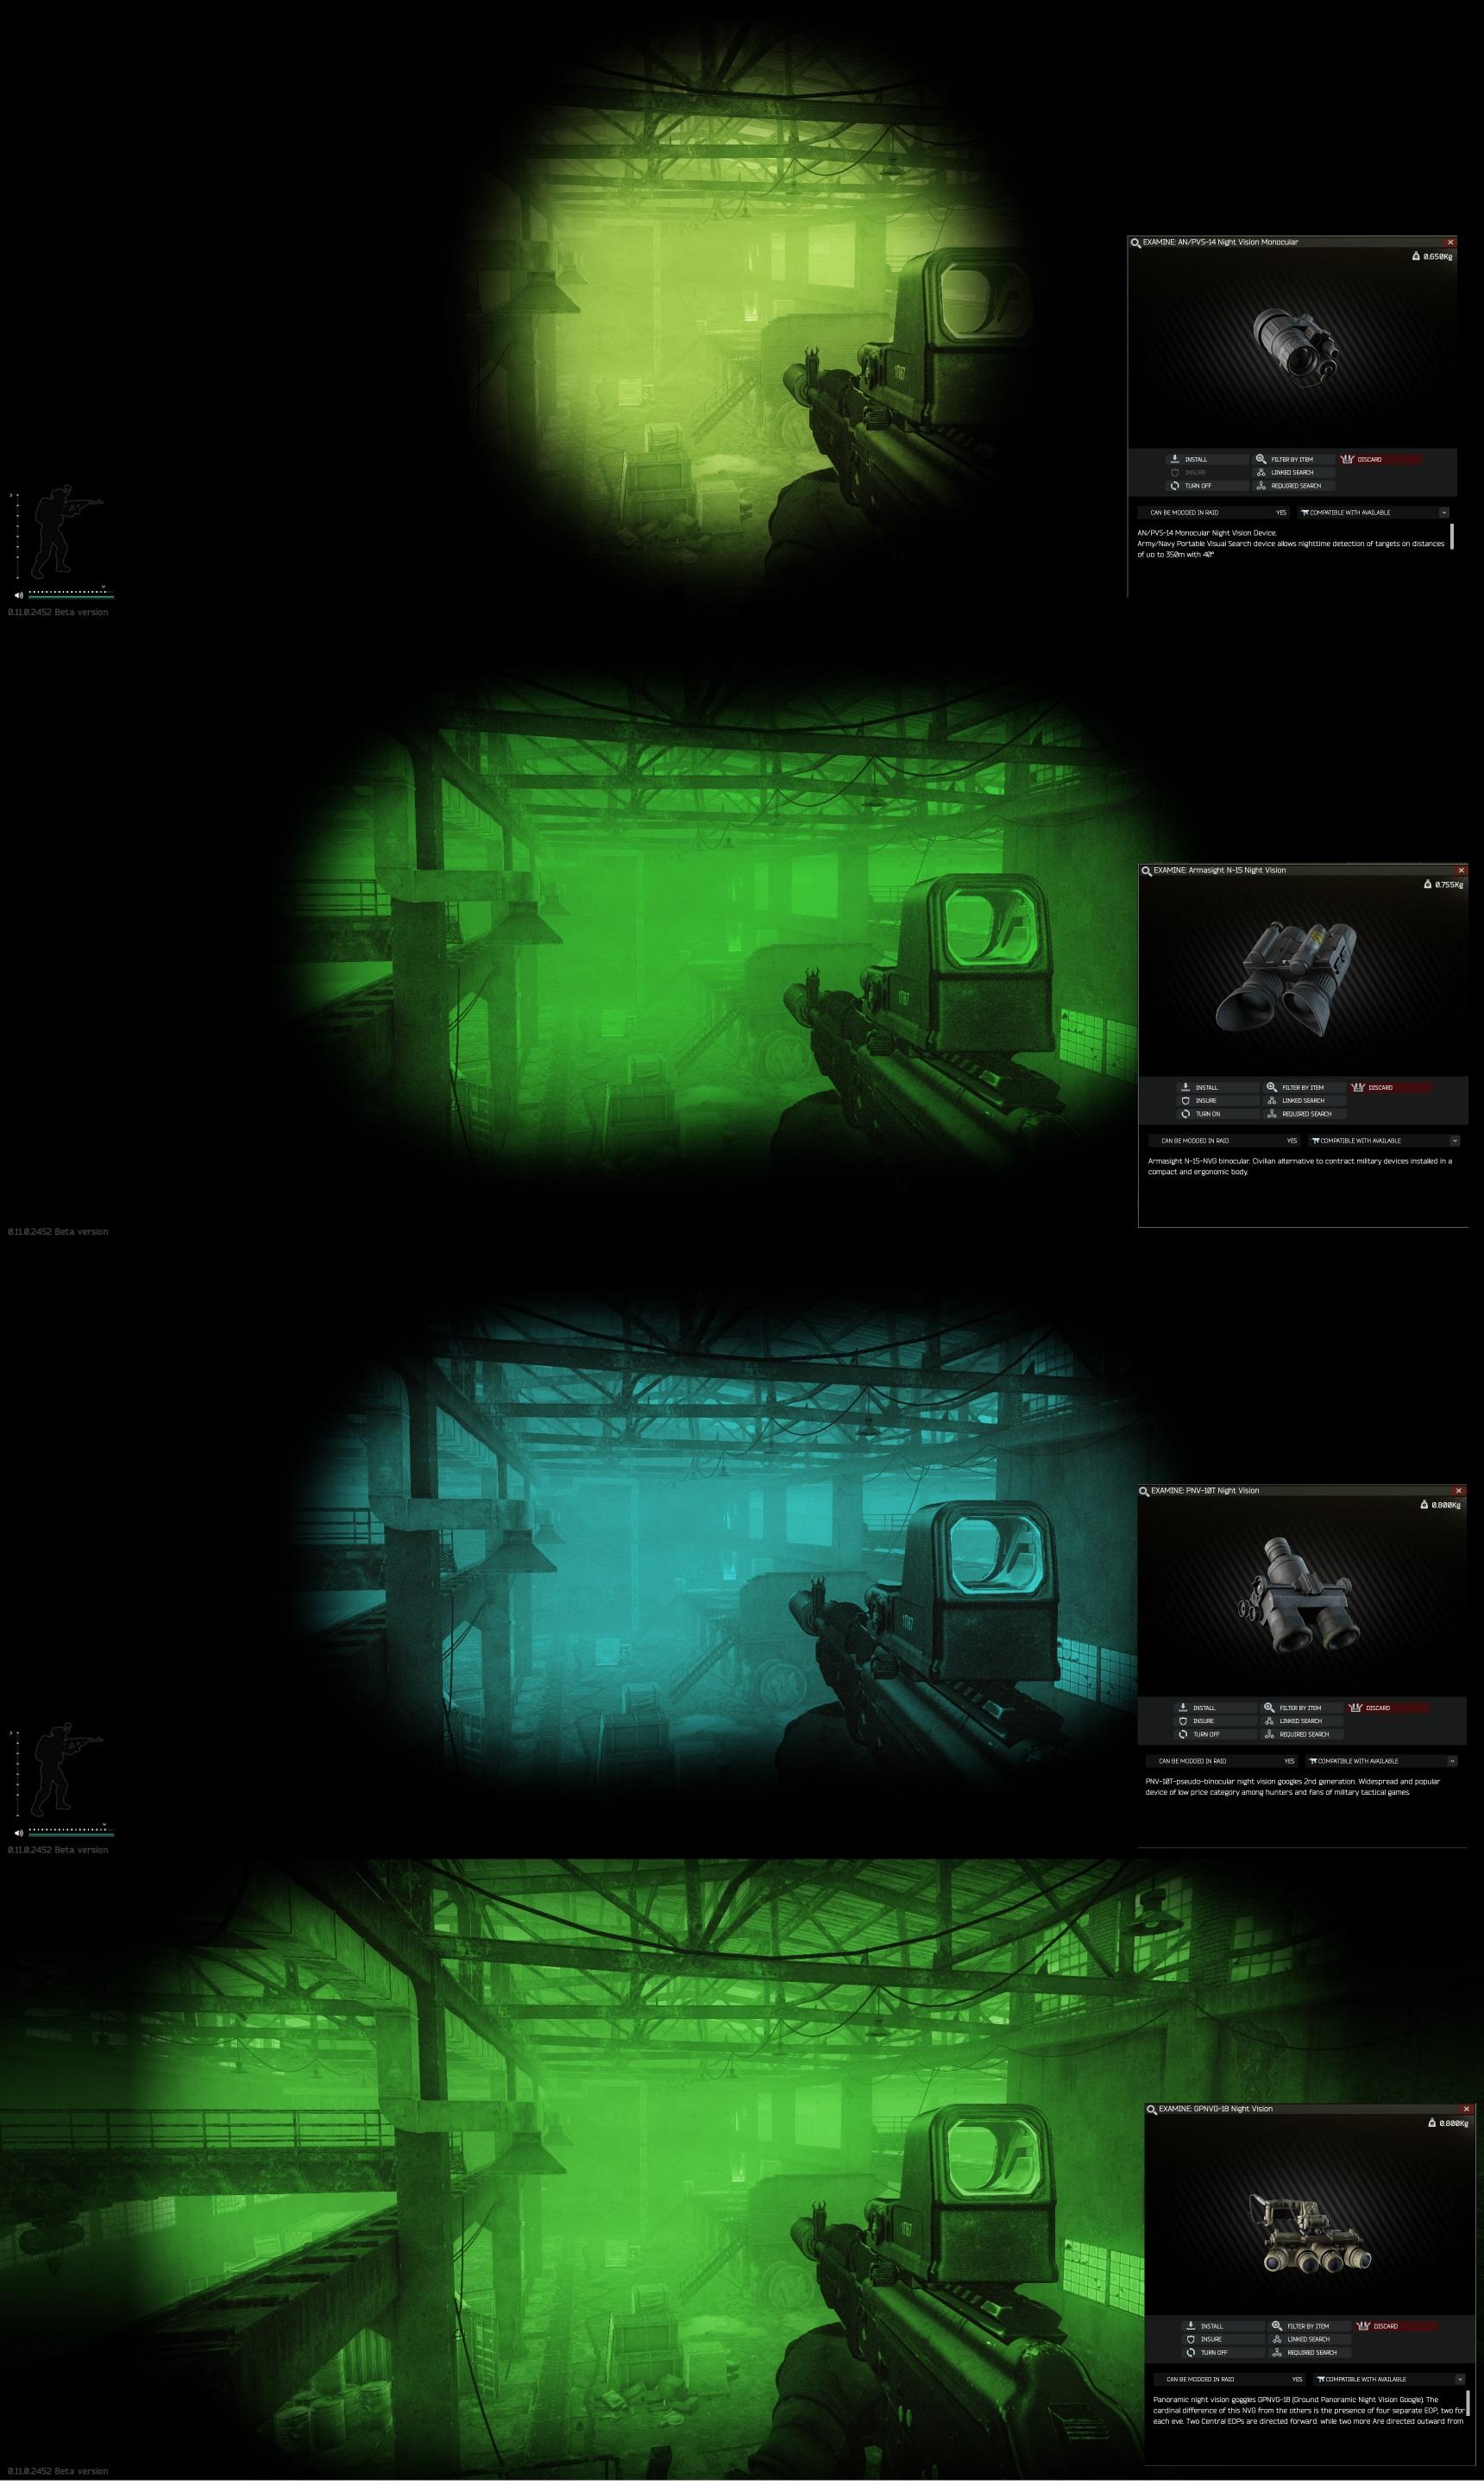 EXAMINE: AN/PVS-14 Night Vision Monocular
0.650Kg
INSTALL FILTER BY ITEM DISCARD
INSURE LINKED SEARCH
TURN OFF REQUIRED SEARCH
CAN BE MODDED IN RAID YES COMPATIBLE WITH AVAILABLE
AN/PVS-14 Monocular Night Vision Device.
Army/Navy Portable Visual Search device allows nighttime detection of targets on distances
of up to 350m with 40°
1P87
0.11.0.2452 Beta version
EXAMINE: Armasight N-15 Night Vision
0.755Kg
INSTALL FILTER BY ITEM DISCARD
INSURE LINKED SEARCH
TURN ON REQUIRED SEARCH
CAN BE MODDED IN RAID YES COMPATIBLE WITH AVAILABLE
Armasight N-15-NVG binocular. Civilian alternative to contract military devices installed in a
compact and ergonomic body.
1P87
0.11.0.2452 Beta version
EXAMINE: PNV-10T Night Vision
0.800Kg
INSTALL FILTER BY ITEM DISCARD
INSURE LINKED SEARCH
TURN OFF REQUIRED SEARCH
CAN BE MODDED IN RAID YES COMPATIBLE WITH AVAILABLE
PNV-10T-pseudo-binocular night vision googles 2nd generation. Widespread and popular
device of low price category among hunters and fans of military tactical games.
1P87
0.11.0.2452 Beta version
EXAMINE: GPNVG-18 Night Vision
0.800Kg
INSTALL FILTER BY ITEM DISCARD
INSURE LINKED SEARCH
TURN OFF REQUIRED SEARCH
CAN BE MODDED IN RAID YES COMPATIBLE WITH AVAILABLE
Panoramic night vision goggles GPNVG-18 (Ground Panoramic Night Vision Google). The
cardinal difference of this NVG from the others is the presence of four separate EOP, two for
each eye. Two Central EOPs are directed forward. while two more Are directed outward from
1P87
0.11.0.2452 Beta version